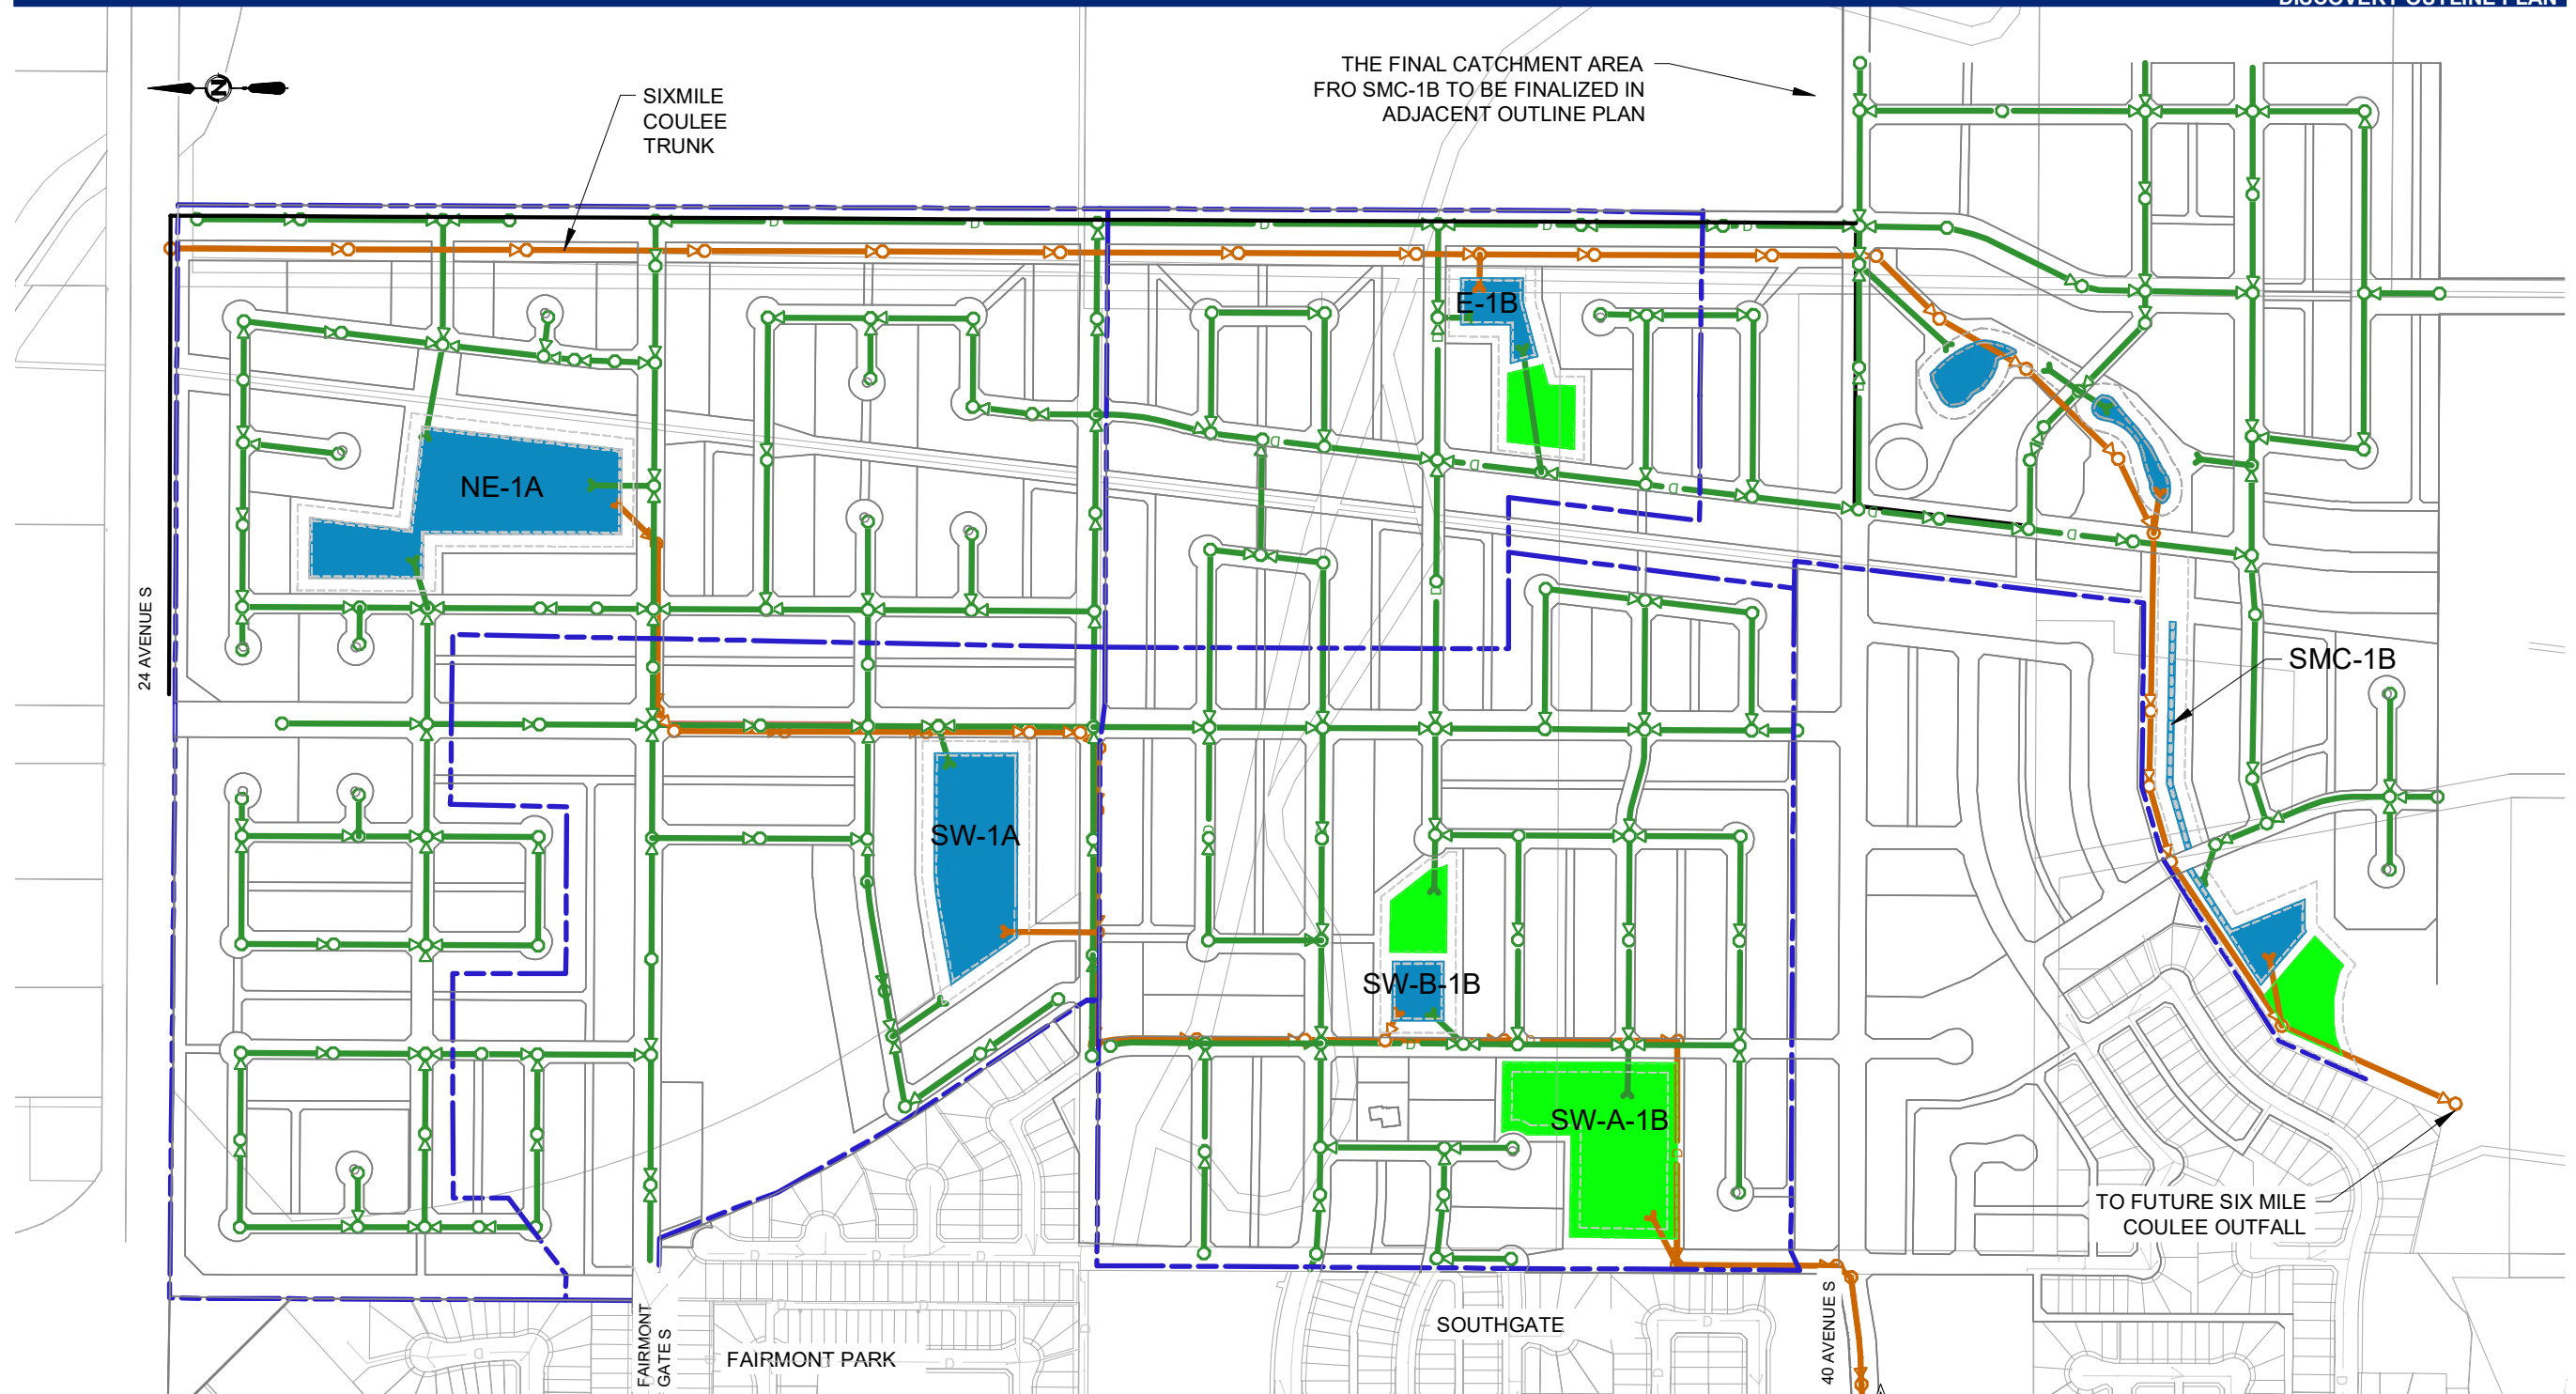 DISCOVERY OUTLINE PLAN
THE FINAL CATCHMENT AREA
FRO SMC-1B TO BE FINALIZED IN
ADJACENT OUTLINE PLAN
N
SIXMILE
COULEE
TRUNK
E-1B
NE-1A
24 AVENUE S
SMC-1B
SW-1A
SW-B-1B
SW-A-1B
TO FUTURE SIX MILE
COULEE OUTFALL
FAIRMONT
GATE S
FAIRMONT PARK
SOUTHGATE
40 AVENUE S